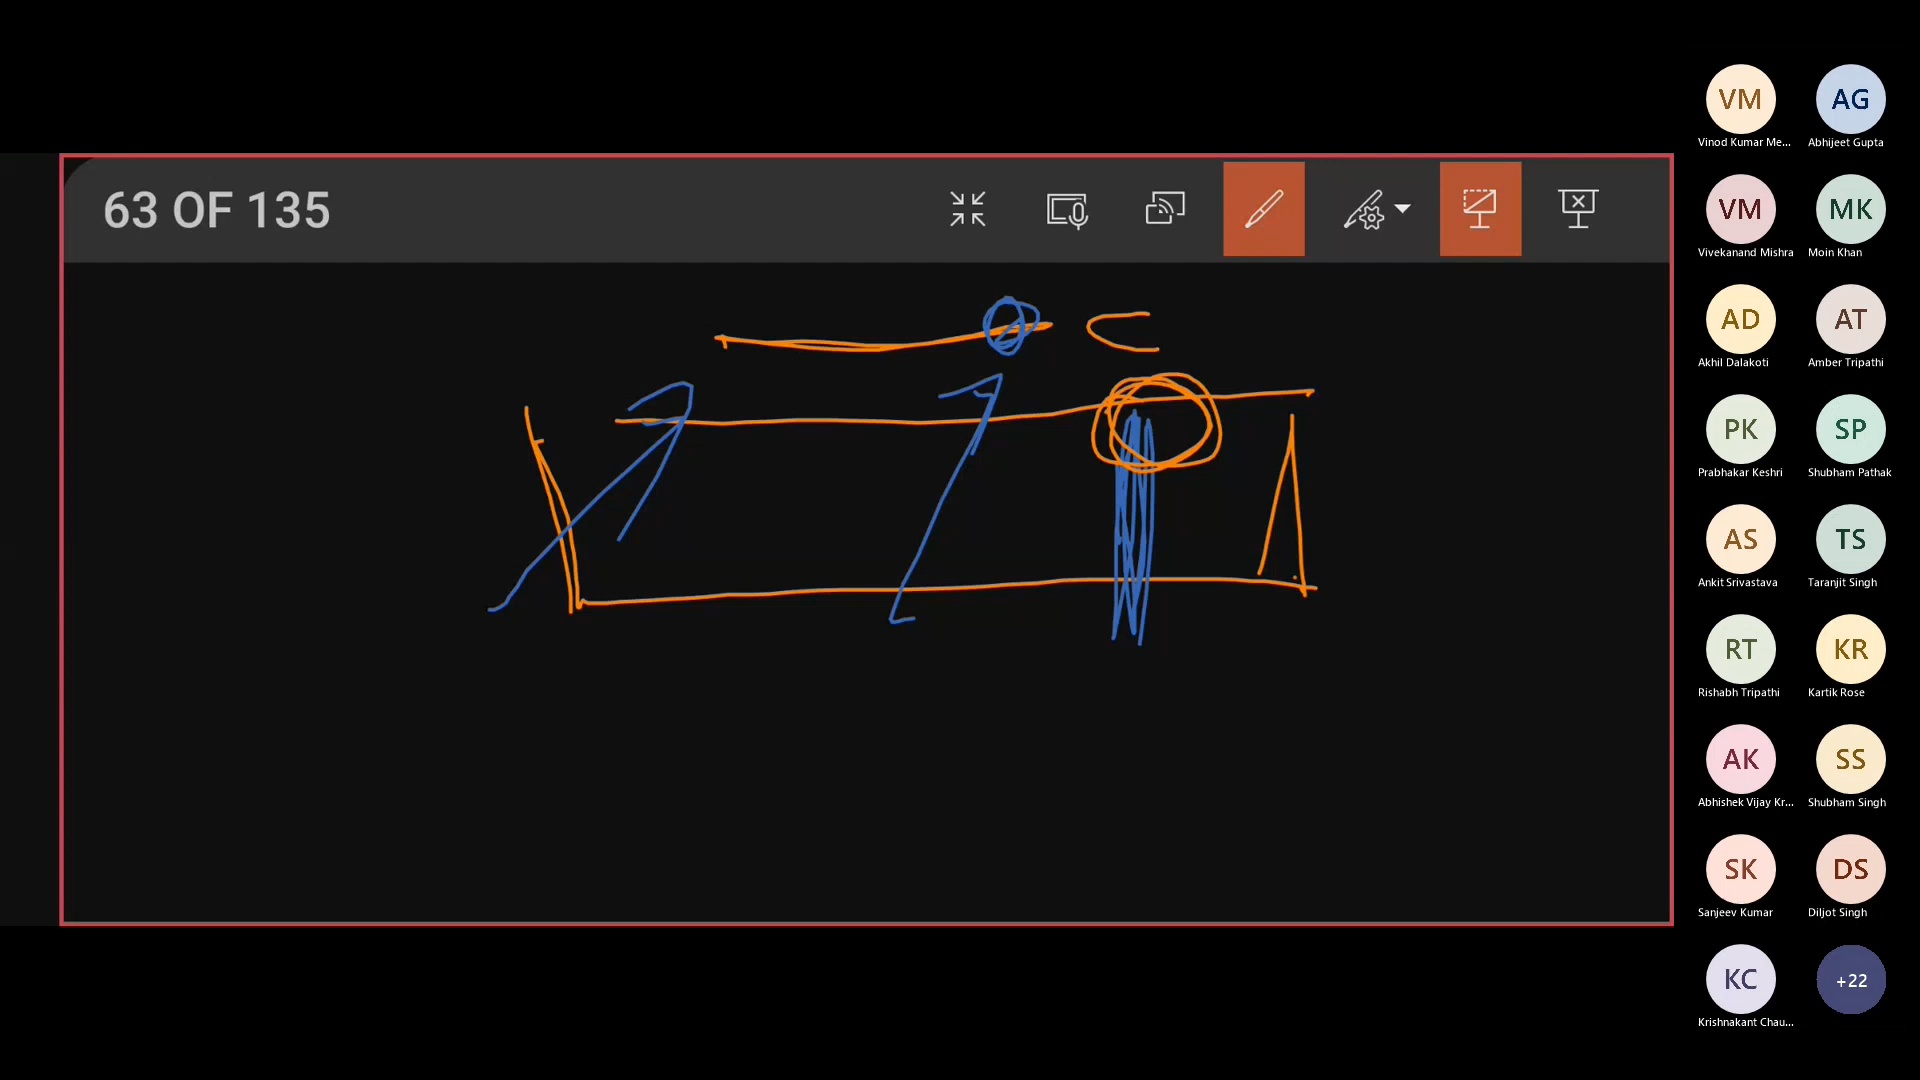 63 OF 135
C
VM AG
Vinod Kumar Me... Abhijeet Gupta
VM MK
Vivekanand Mishra Moin Khan
AD AT
Akhil Dalakoti Amber Tripathi
PK SP
Prabhakar Keshri Shubham Pathak
AS TS
Ankit Srivastava Taranjit Singh
RT KR
Rishabh Tripathi Kartik Rose
AK SS
Abhishek Vijay Kr... Shubham Singh
SK DS
Sanjeev Kumar Diljot Singh
KC +22
Krishnakant Chau...